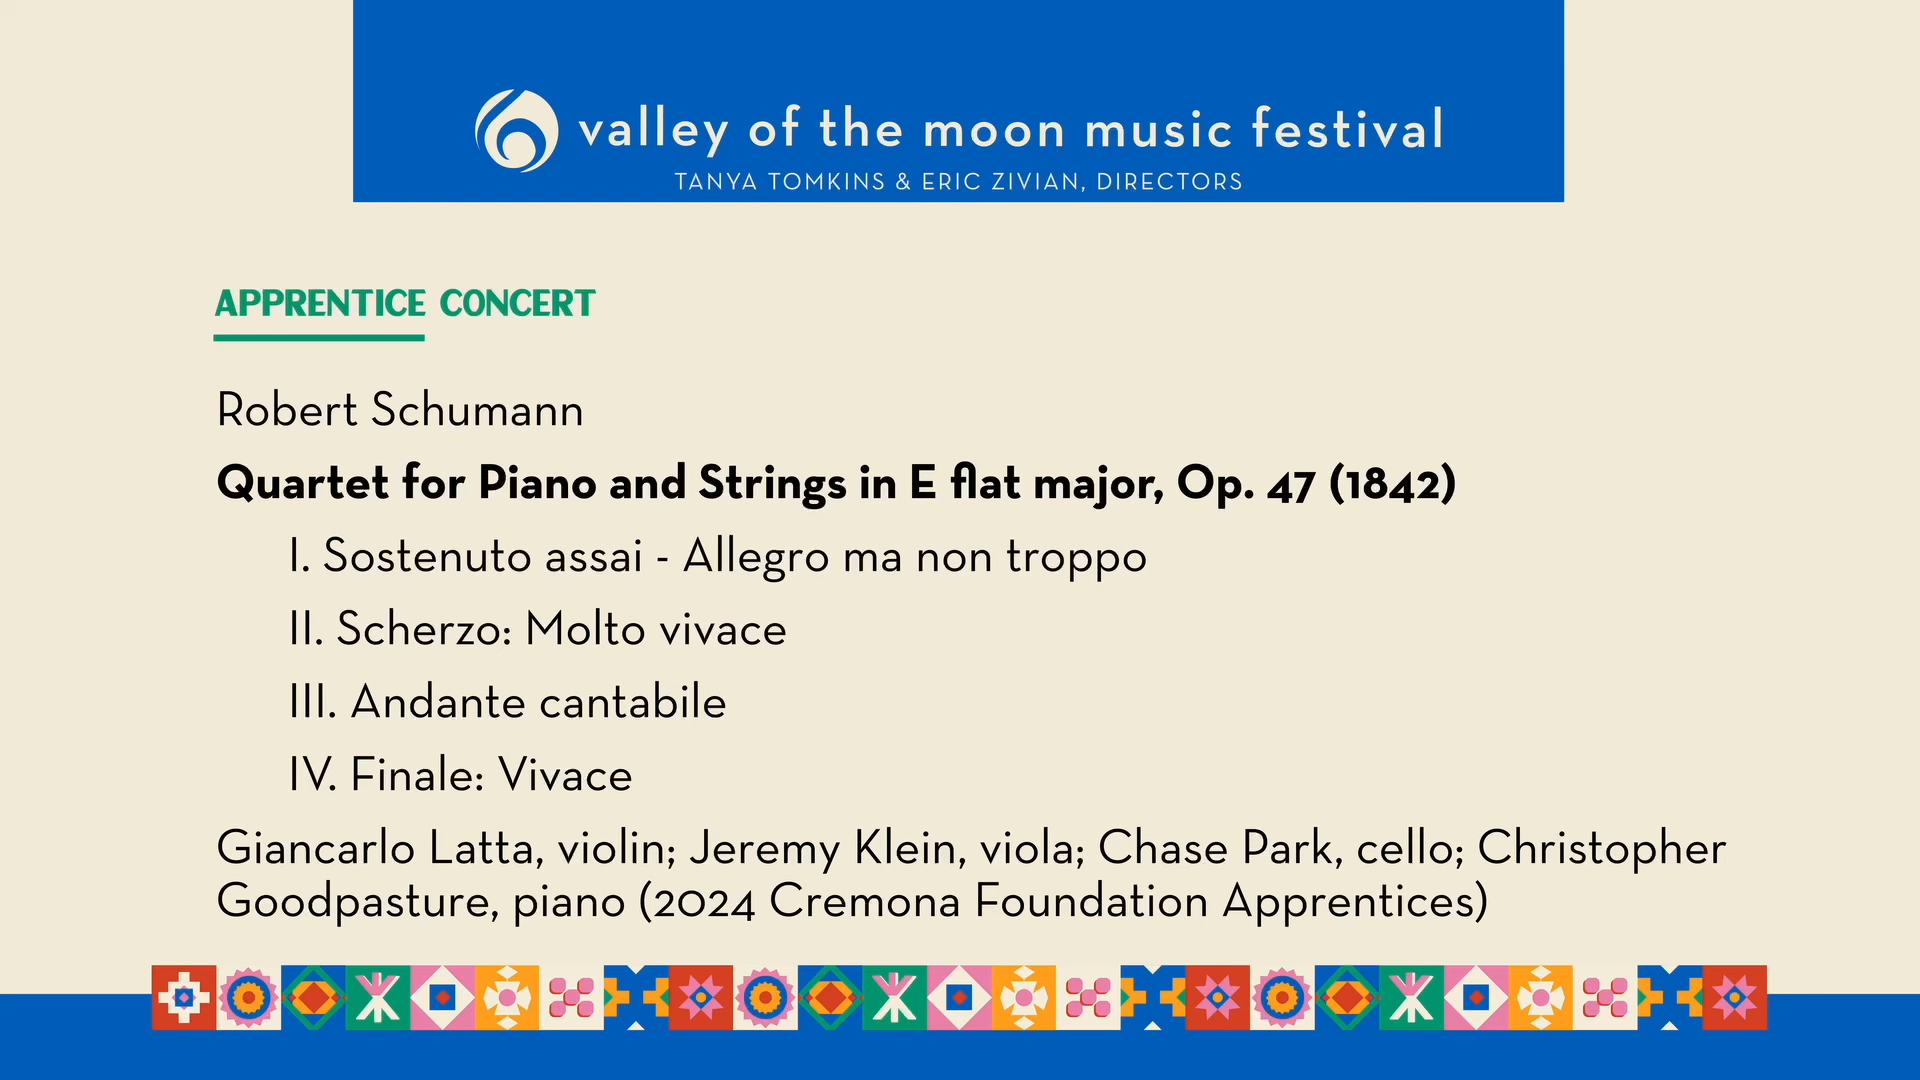 valley of the moon music festival
TANYA TOMKINS & ERIC ZIVIAN, DIRECTORS
APPRENTICE CONCERT
Robert Schumann
Quartet for Piano and Strings in E flat major, Op. 47 (1842)
I. Sostenuto assai - Allegro ma non troppo
II. Scherzo: Molto vivace
III. Andante cantabile
IV. Finale: Vivace
Giancarlo Latta, violin; Jeremy Klein, viola; Chase Park, cello; Christopher
Goodpasture, piano (2024 Cremona Foundation Apprentices)